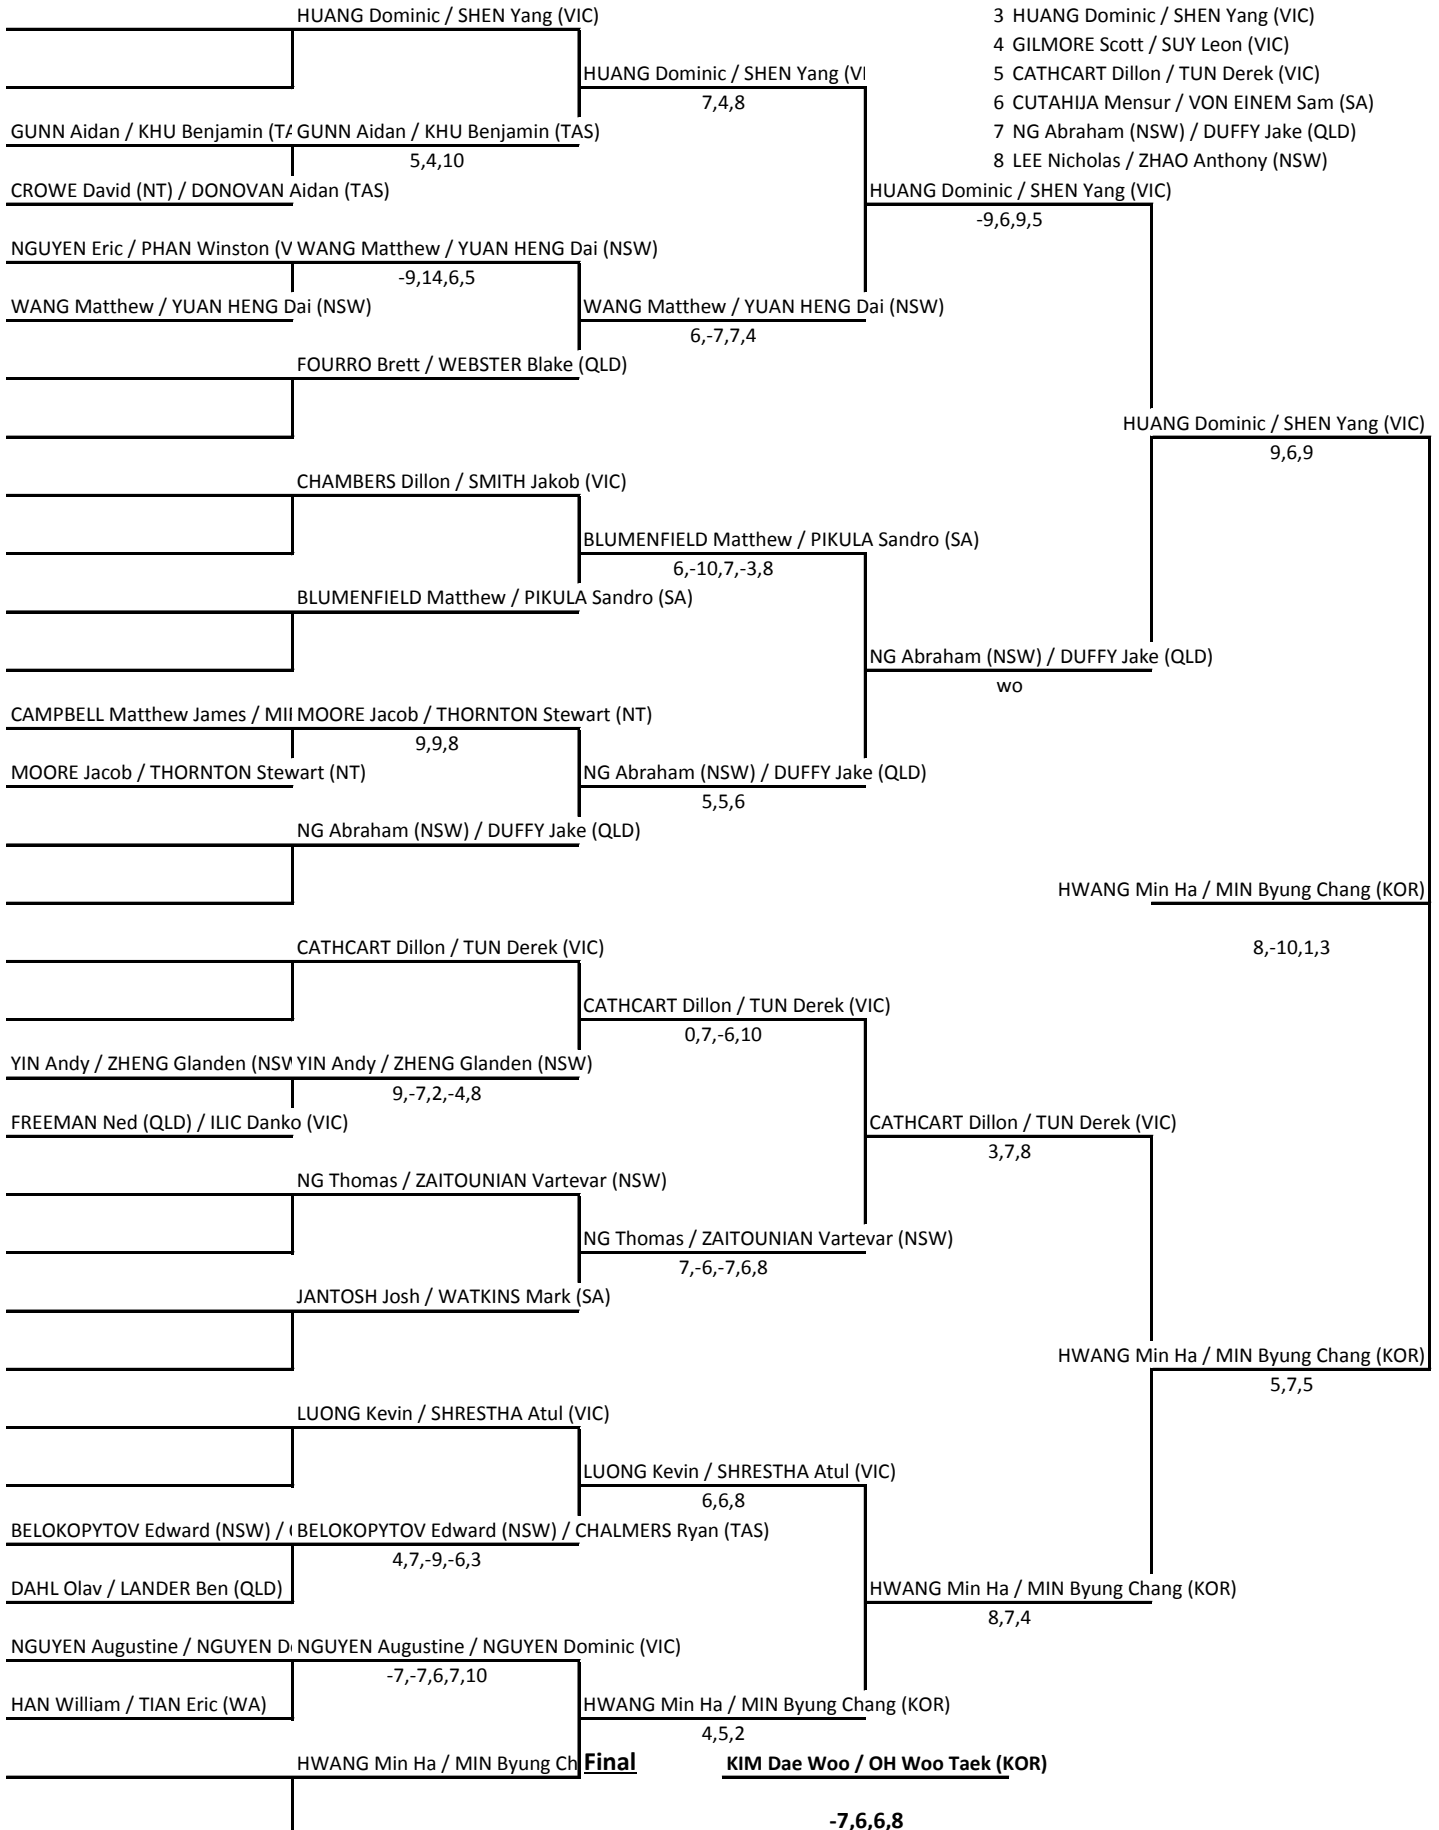 HUANG Dominic / SHEN Yang (VIC)
3 HUANG Dominic / SHEN Yang (VIC)
4 GILMORE Scott / SUY Leon (VIC)
HUANG Dominic / SHEN Yang (VI
5 CATHCART Dillon / TUN Derek (VIC)
7,4,8
6 CUTAHIJA Mensur / VON EINEM Sam (SA)
GUNN Aidan / KHU Benjamin (TA
GUNN Aidan / KHU Benjamin (TAS)
7 NG Abraham (NSW) / DUFFY Jake (QLD)
5,4,10
8 LEE Nicholas / ZHAO Anthony (NSW)
CROWE David (NT) / DONOVAN Aidan (TAS)
HUANG Dominic / SHEN Yang (VIC)
-9,6,9,5
NGUYEN Eric / PHAN Winston (V
WANG Matthew / YUAN HENG Dai (NSW)
-9,14,6,5
WANG Matthew / YUAN HENG Dai (NSW)
WANG Matthew / YUAN HENG Dai (NSW)
6,-7,7,4
FOURRO Brett / WEBSTER Blake (QLD)
HUANG Dominic / SHEN Yang (VIC)
9,6,9
CHAMBERS Dillon / SMITH Jakob (VIC)
BLUMENFIELD Matthew / PIKULA Sandro (SA)
6,-10,7,-3,8
BLUMENFIELD Matthew / PIKULA Sandro (SA)
NG Abraham (NSW) / DUFFY Jake (QLD)
wo
CAMPBELL Matthew James / MII
MOORE Jacob / THORNTON Stewart (NT)
9,9,8
MOORE Jacob / THORNTON Stewart (NT)
NG Abraham (NSW) / DUFFY Jake (QLD)
5,5,6
NG Abraham (NSW) / DUFFY Jake (QLD)
HWANG Min Ha / MIN Byung Chang (KOR)
CATHCART Dillon / TUN Derek (VIC)
8,-10,1,3
CATHCART Dillon / TUN Derek (VIC)
0,7,-6,10
YIN Andy / ZHENG Glanden (NSW
YIN Andy / ZHENG Glanden (NSW)
9,-7,2,-4,8
FREEMAN Ned (QLD) / ILIC Danko (VIC)
CATHCART Dillon / TUN Derek (VIC)
3,7,8
NG Thomas / ZAITOUNIAN Vartevar (NSW)
NG Thomas / ZAITOUNIAN Vartevar (NSW)
7,-6,-7,6,8
JANTOSH Josh / WATKINS Mark (SA)
HWANG Min Ha / MIN Byung Chang (KOR)
5,7,5
LUONG Kevin / SHRESTHA Atul (VIC)
LUONG Kevin / SHRESTHA Atul (VIC)
6,6,8
BELOKOPYTOV Edward (NSW) / (
BELOKOPYTOV Edward (NSW) / CHALMERS Ryan (TAS)
4,7,-9,-6,3
DAHL Olav / LANDER Ben (QLD)
HWANG Min Ha / MIN Byung Chang (KOR)
8,7,4
NGUYEN Augustine / NGUYEN D
NGUYEN Augustine / NGUYEN Dominic (VIC)
-7,-7,6,7,10
HAN William / TIAN Eric (WA)
HWANG Min Ha / MIN Byung Chang (KOR)
4,5,2
HWANG Min Ha / MIN Byung Ch
Final
KIM Dae Woo / OH Woo Taek (KOR)
-7,6,6,8